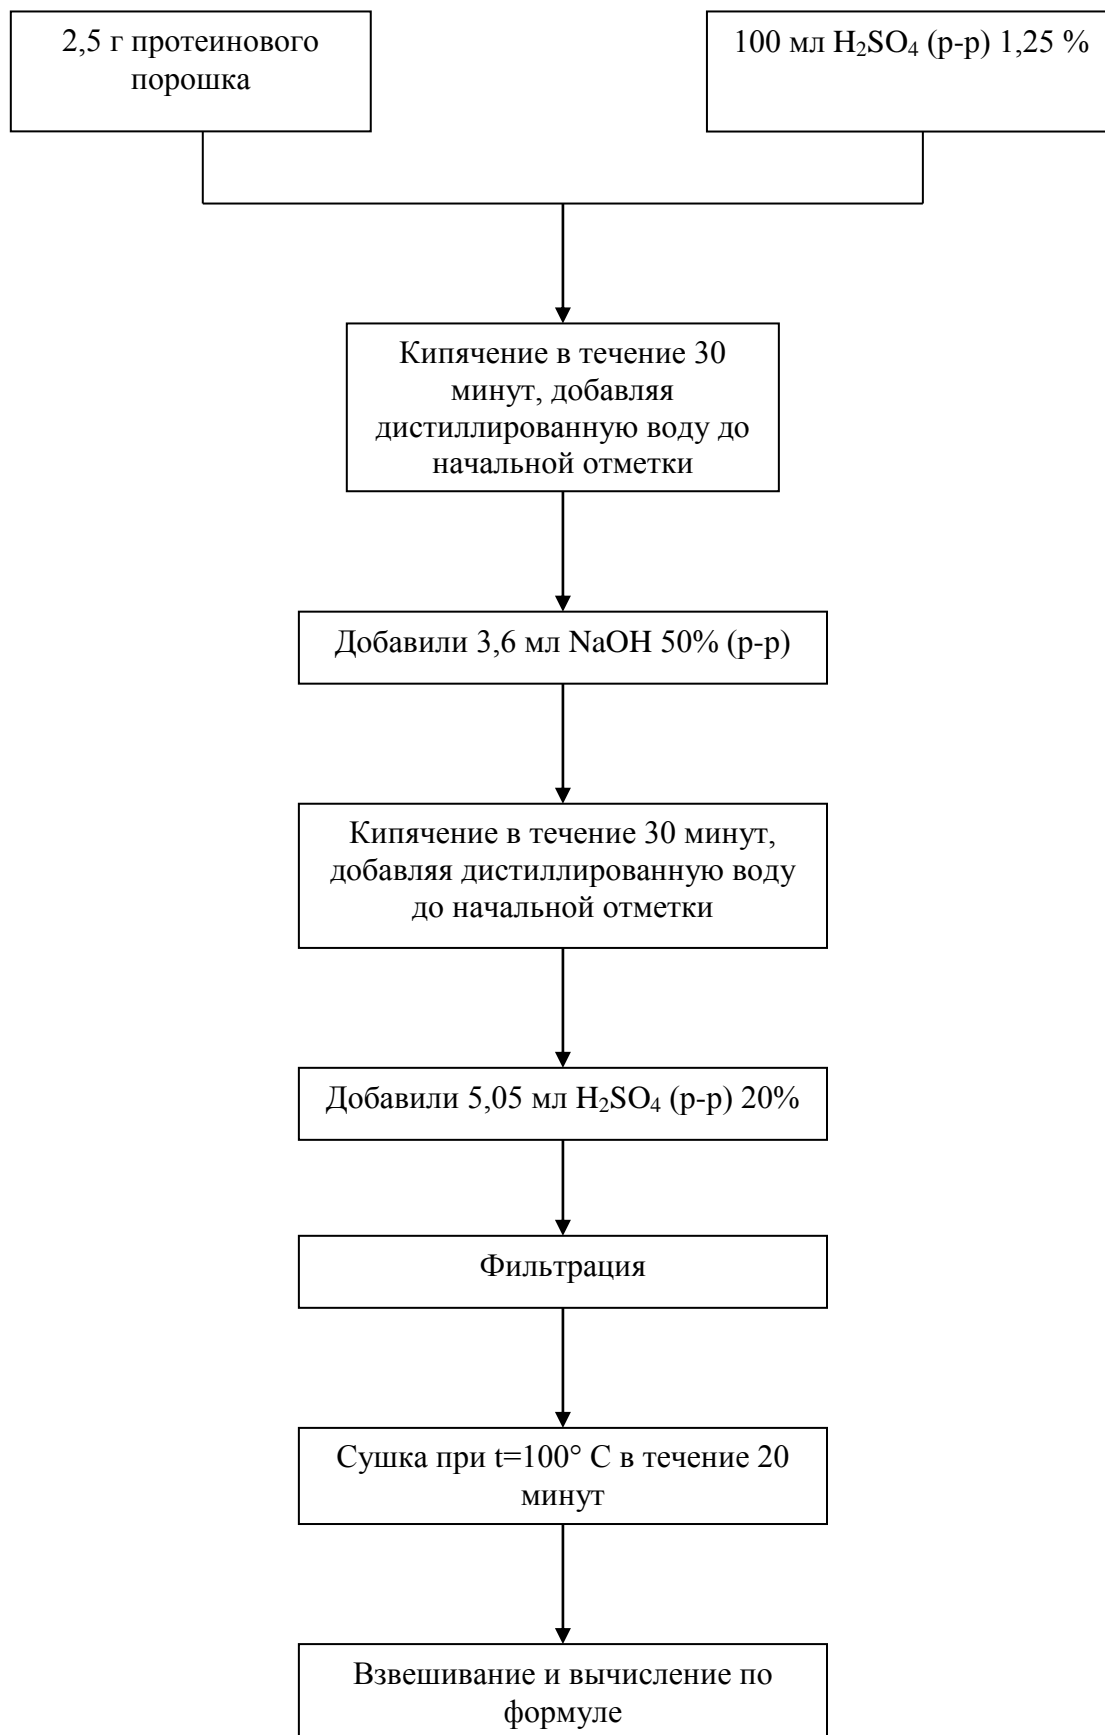 2,5 г протеинового
порошка
100 мл H₂SO₄ (р-р) 1,25 %
Кипячение в течение 30
минут, добавляя
дистиллированную воду до
начальной отметки
Добавили 3,6 мл NaOH 50% (р-р)
Кипячение в течение 30 минут,
добавляя дистиллированную воду
до начальной отметки
Добавили 5,05 мл H₂SO₄ (р-р) 20%
Фильтрация
Сушка при t=100° С в течение 20
минут
Взвешивание и вычисление по
формуле